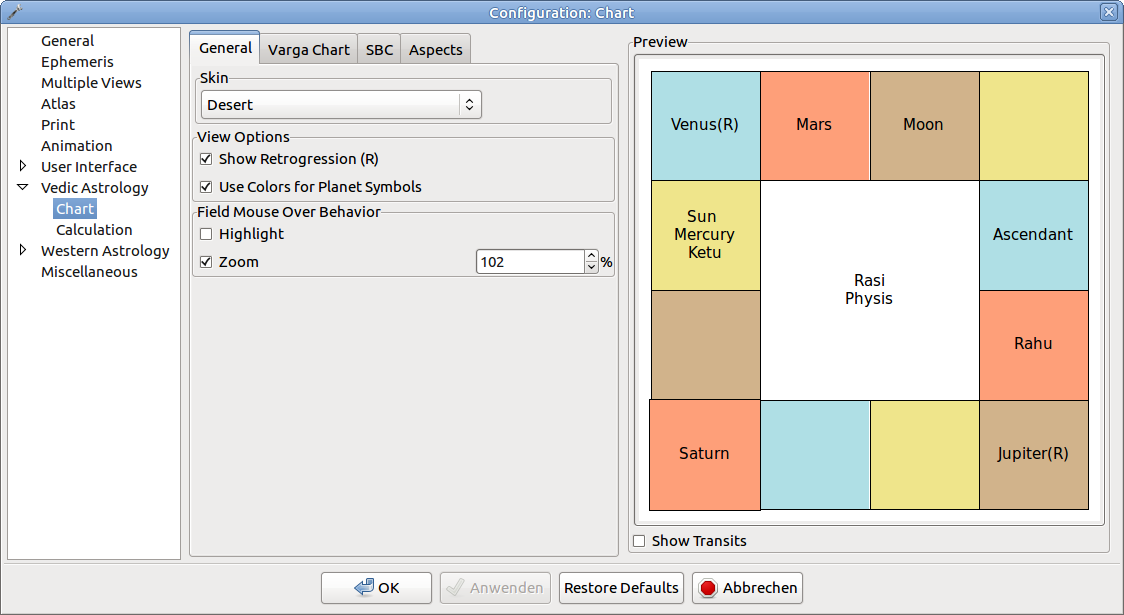 Configuration: Chart
General
Ephemeris
Multiple Views
Atlas
Print
Animation
User Interface
Vedic Astrology
Chart
Calculation
Western Astrology
Miscellaneous
General
Varga Chart
SBC
Aspects
Skin
Desert
View Options
Show Retrogression (R)
Use Colors for Planet Symbols
Field Mouse Over Behavior
Highlight
Zoom
102 %
Preview
Venus(R)
Mars
Moon
Sun
Mercury
Ketu
Ascendant
Rasi
Physis
Rahu
Saturn
Jupiter(R)
Show Transits
OK
Anwenden
Restore Defaults
Abbrechen